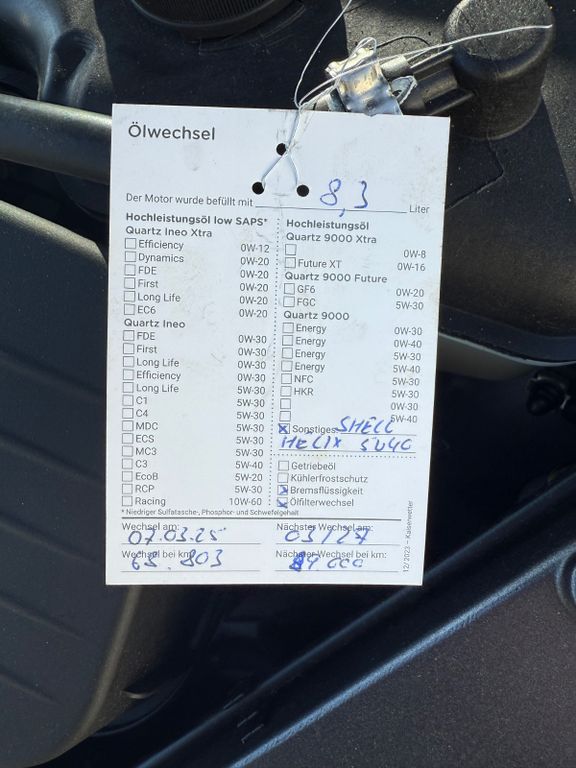 Ölwechsel
Der Motor wurde befüllt mit 8,3 Liter
Hochleistungsöl low SAPS*
Quartz Ineo Xtra
Efficiency 0W-12
Dynamics 0W-20
FDE 0W-20
First 0W-20
Long Life 0W-20
EC6 0W-20
Quartz Ineo
FDE 0W-30
First 0W-30
Long Life 0W-30
Efficiency 0W-30
Long Life 5W-30
C1 5W-30
C4 5W-30
MDC 5W-30
ECS 5W-30
MC3 5W-30
C3 5W-40
EcoB 5W-20
RCP 5W-30
Racing 10W-60
Hochleistungsöl
Quartz 9000 Xtra
0W-8
Future XT 0W-16
Quartz 9000 Future
GF6 0W-20
FGC 5W-30
Quartz 9000
Energy 0W-30
Energy 0W-40
Energy 5W-30
Energy 5W-40
NFC 5W-30
HKR 5W-30
0W-30
5W-40
Sonstiges SHELL
HELIX 5W40
Getriebeöl
Kühlerfrostschutz
Bremsflüssigkeit
Ölfilterwechsel
* Niedriger Sulfatasche-, Phosphor- und Schwefelgehalt
Wechsel am: 07.03.25
Nächster Wechsel am: 03/27
Wechsel bei km: 68.803
Nächster Wechsel bei km: 84 000
12/2023 – Kaiserwetter